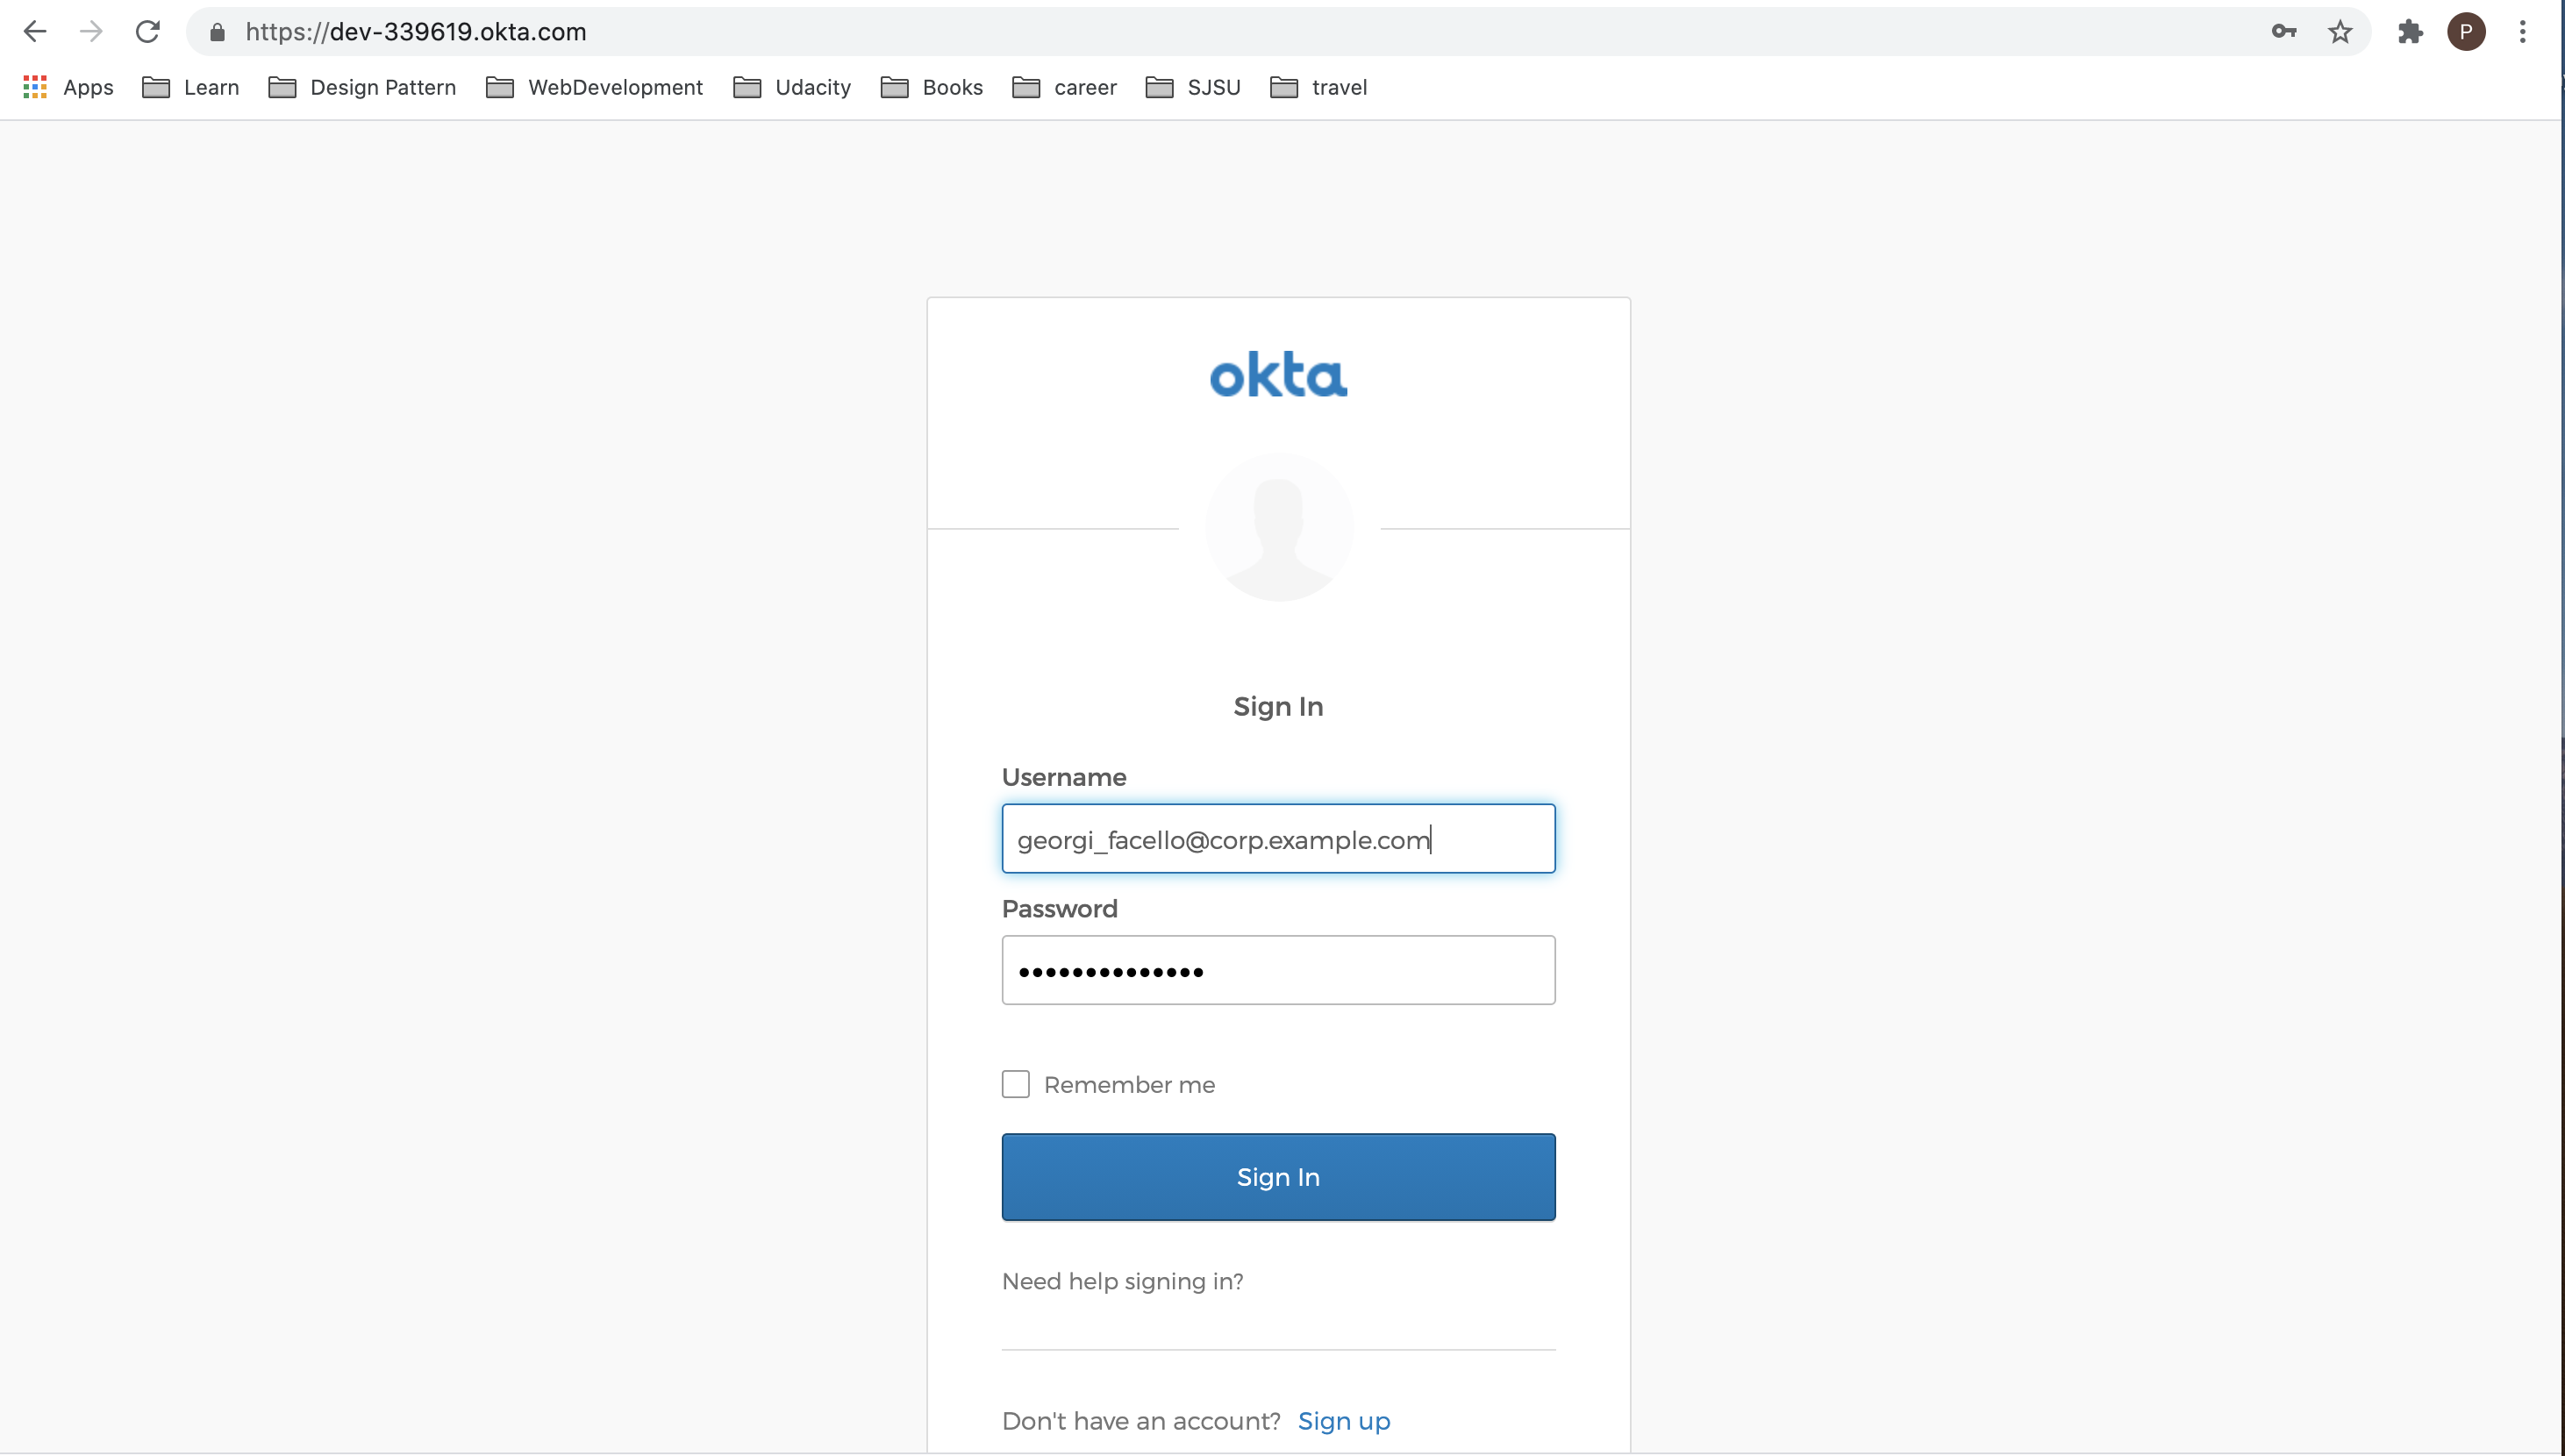 https://dev-339619.okta.com
P
Apps Learn Design Pattern WebDevelopment Udacity Books career SJSU travel
okta
Sign In
Username
georgi_facello@corp.example.com
Password
Remember me
Sign In
Need help signing in?
Don't have an account? Sign up